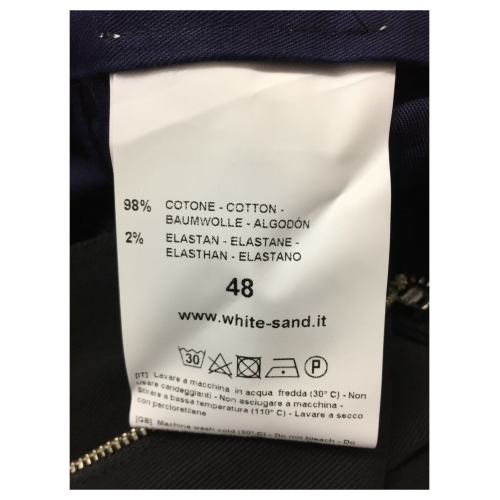 98% COTONE - COTTON -
BAUMWOLLE - ALGODÓN
2% ELASTAN - ELASTANE -
ELASTHAN - ELASTANO
48
www.white-sand.it
30 P
[IT] Lavare a macchina in acqua fredda (30° C) - Non
usare candeggianti - Non asciugare a macchina -
Stirare a bassa temperatura (110° C) - Lavare a secco
con percloretilene
[GB] Machine wash cold (30° C) - Do not bleach - Do